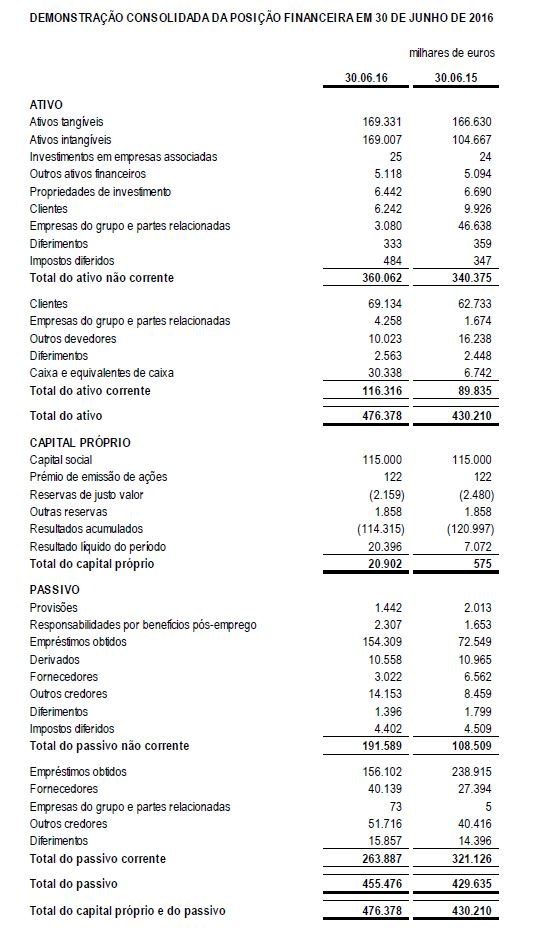 DEMONSTRAÇÃO CONSOLIDADA DA POSIÇÃO FINANCEIRA EM 30 DE JUNHO DE 2016
milhares de euros
30.06.16 30.06.15
ATIVO
Ativos tangíveis 169.331 166.630
Ativos intangíveis 169.007 104.667
Investimentos em empresas associadas 25 24
Outros ativos financeiros 5.118 5.094
Propriedades de investimento 6.442 6.690
Clientes 6.242 9.926
Empresas do grupo e partes relacionadas 3.080 46.638
Diferimentos 333 359
Impostos diferidos 484 347
Total do ativo não corrente 360.062 340.375
Clientes 69.134 62.733
Empresas do grupo e partes relacionadas 4.258 1.674
Outros devedores 10.023 16.238
Diferimentos 2.563 2.448
Caixa e equivalentes de caixa 30.338 6.742
Total do ativo corrente 116.316 89.835
Total do ativo 476.378 430.210
CAPITAL PRÓPRIO
Capital social 115.000 115.000
Prémio de emissão de ações 122 122
Reservas de justo valor (2.159) (2.480)
Outras reservas 1.858 1.858
Resultados acumulados (114.315) (120.997)
Resultado líquido do período 20.396 7.072
Total do capital próprio 20.902 575
PASSIVO
Provisões 1.442 2.013
Responsabilidades por benefícios pós-emprego 2.307 1.653
Empréstimos obtidos 154.309 72.549
Derivados 10.558 10.965
Fornecedores 3.022 6.562
Outros credores 14.153 8.459
Diferimentos 1.396 1.799
Impostos diferidos 4.402 4.509
Total do passivo não corrente 191.589 108.509
Empréstimos obtidos 156.102 238.915
Fornecedores 40.139 27.394
Empresas do grupo e partes relacionadas 73 5
Outros credores 51.716 40.416
Diferimentos 15.857 14.396
Total do passivo corrente 263.887 321.126
Total do passivo 455.476 429.635
Total do capital próprio e do passivo 476.378 430.210